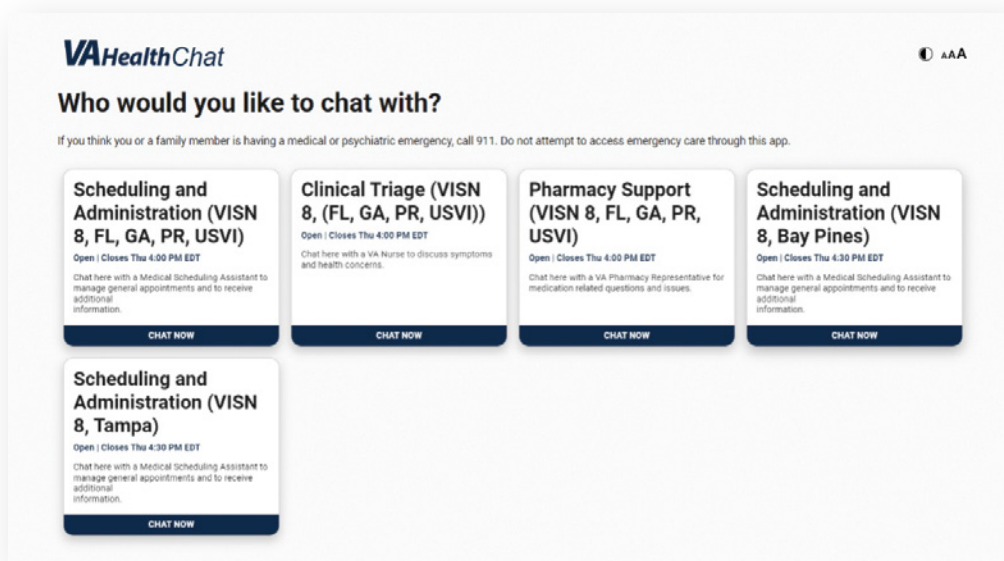 VAHealthChat
AAA
Who would you like to chat with?
If you think you or a family member is having a medical or psychiatric emergency, call 911. Do not attempt to access emergency care through this app.
Scheduling and
Administration (VISN
8, FL, GA, PR, USVI)
Open | Closes Thu 4:00 PM EDT
Chat here with a Medical Scheduling Assistant to
manage general appointments and to receive
additional
information.
CHAT NOW
Clinical Triage (VISN
8, (FL, GA, PR, USVI))
Open | Closes Thu 4:00 PM EDT
Chat here with a VA Nurse to discuss symptoms
and health concerns.
CHAT NOW
Pharmacy Support
(VISN 8, FL, GA, PR,
USVI)
Open | Closes Thu 4:00 PM EDT
Chat here with a VA Pharmacy Representative for
medication related questions and issues.
CHAT NOW
Scheduling and
Administration (VISN
8, Bay Pines)
Open | Closes Thu 4:30 PM EDT
Chat here with a Medical Scheduling Assistant to
manage general appointments and to receive
additional
information.
CHAT NOW
Scheduling and
Administration (VISN
8, Tampa)
Open | Closes Thu 4:30 PM EDT
Chat here with a Medical Scheduling Assistant to
manage general appointments and to receive
additional
information.
CHAT NOW